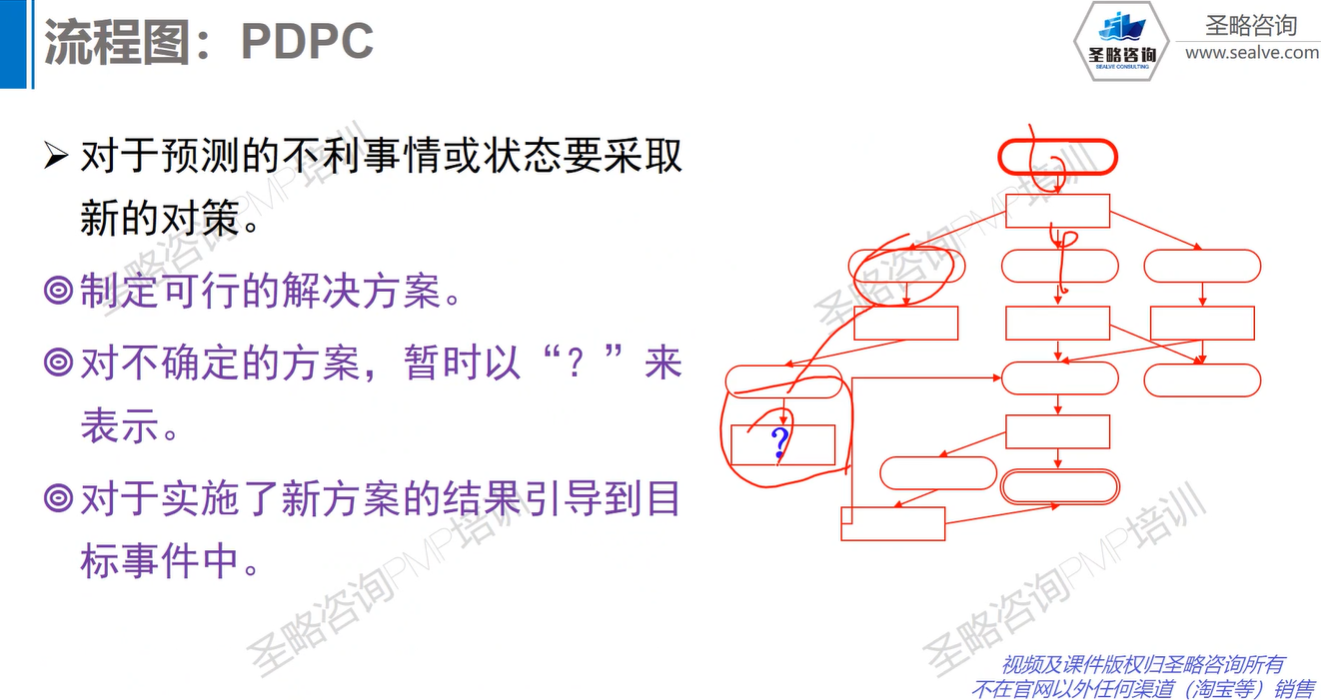 流程图：PDPC
圣略咨询
SEALVE CONSULTING
圣略咨询
www.sealve.com
➢ 对于预测的不利事情或状态要采取
新的对策。
◎制定可行的解决方案。
◎对不确定的方案，暂时以“？”来
表示。
◎对于实施了新方案的结果引导到目
标事件中。
?
圣略咨询PMP培训
圣略咨询PMP培训
圣略咨询PMP培训
圣略咨询PMP培训
视频及课件版权归圣略咨询所有
不在官网以外任何渠道（淘宝等）销售